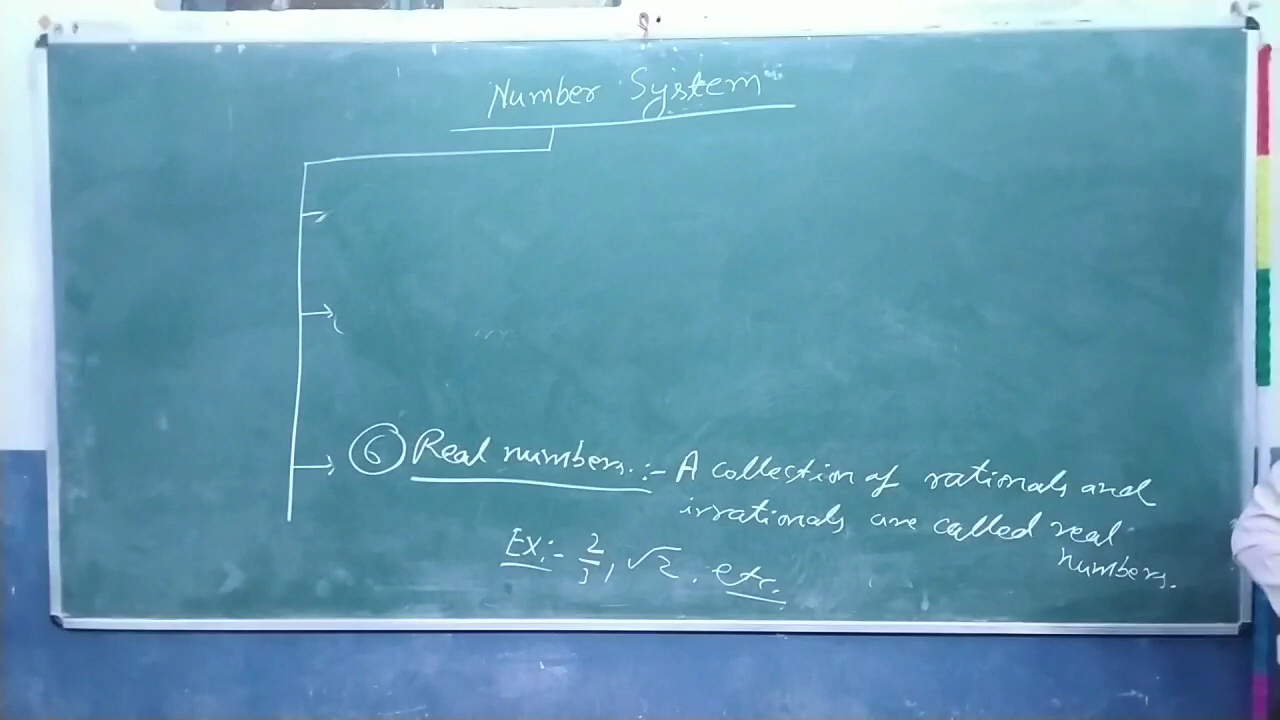 Number System
⑥ Real numbers :- A collection of rationals and
irrationals are called real
numbers.
Ex:- 2/3, √2, etc.